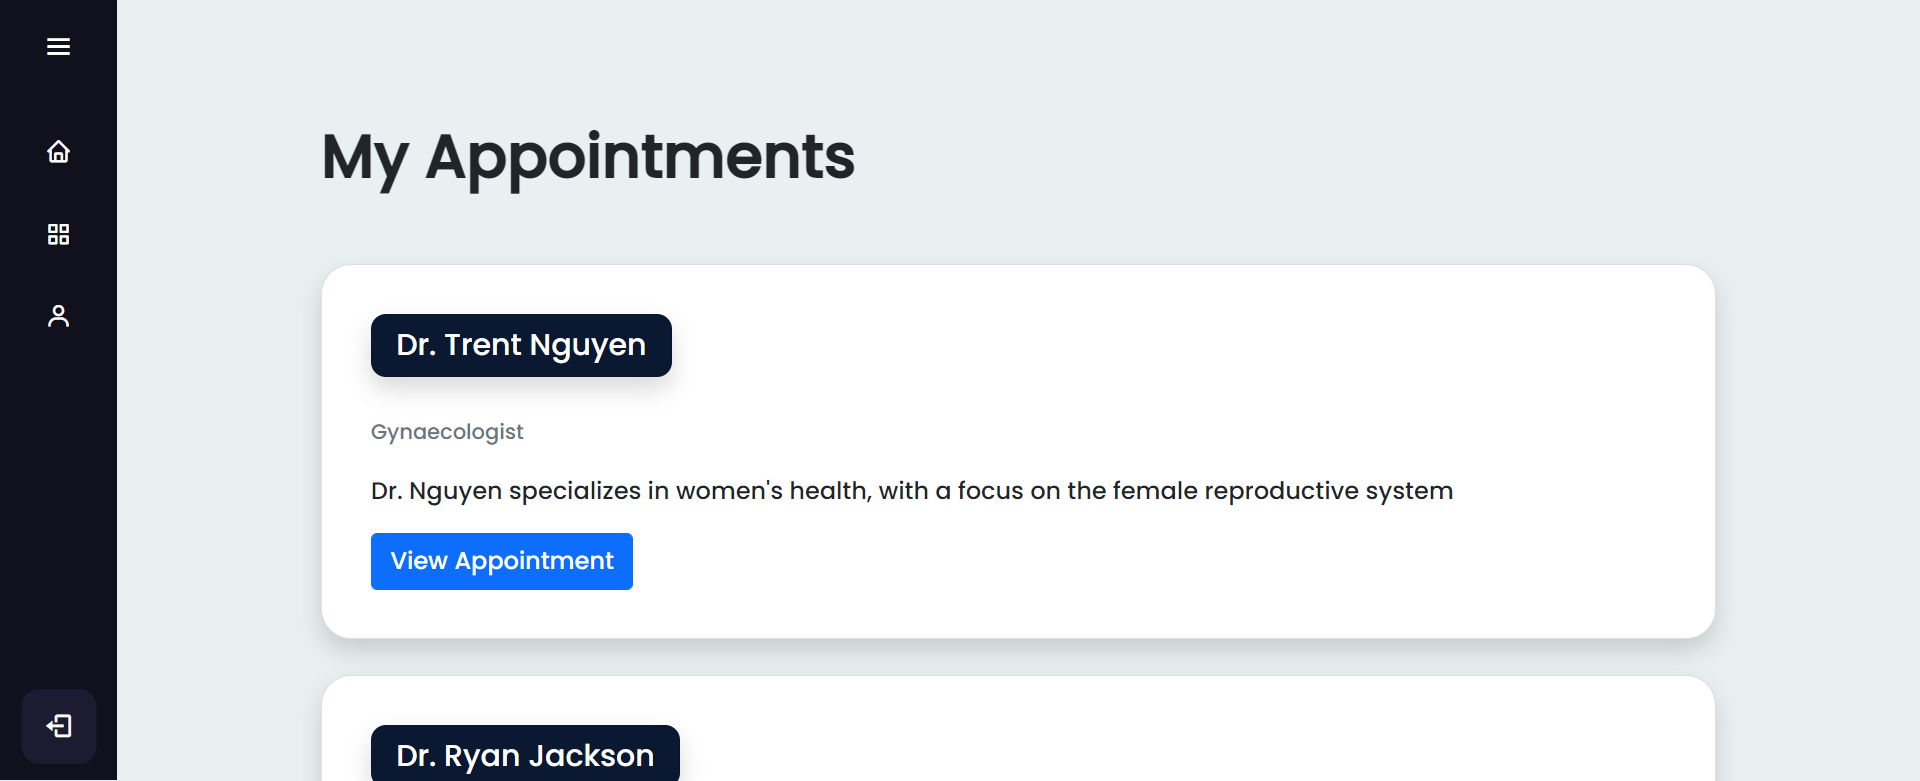 My Appointments
Dr. Trent Nguyen
Gynaecologist
Dr. Nguyen specializes in women's health, with a focus on the female reproductive system
View Appointment
Dr. Ryan Jackson